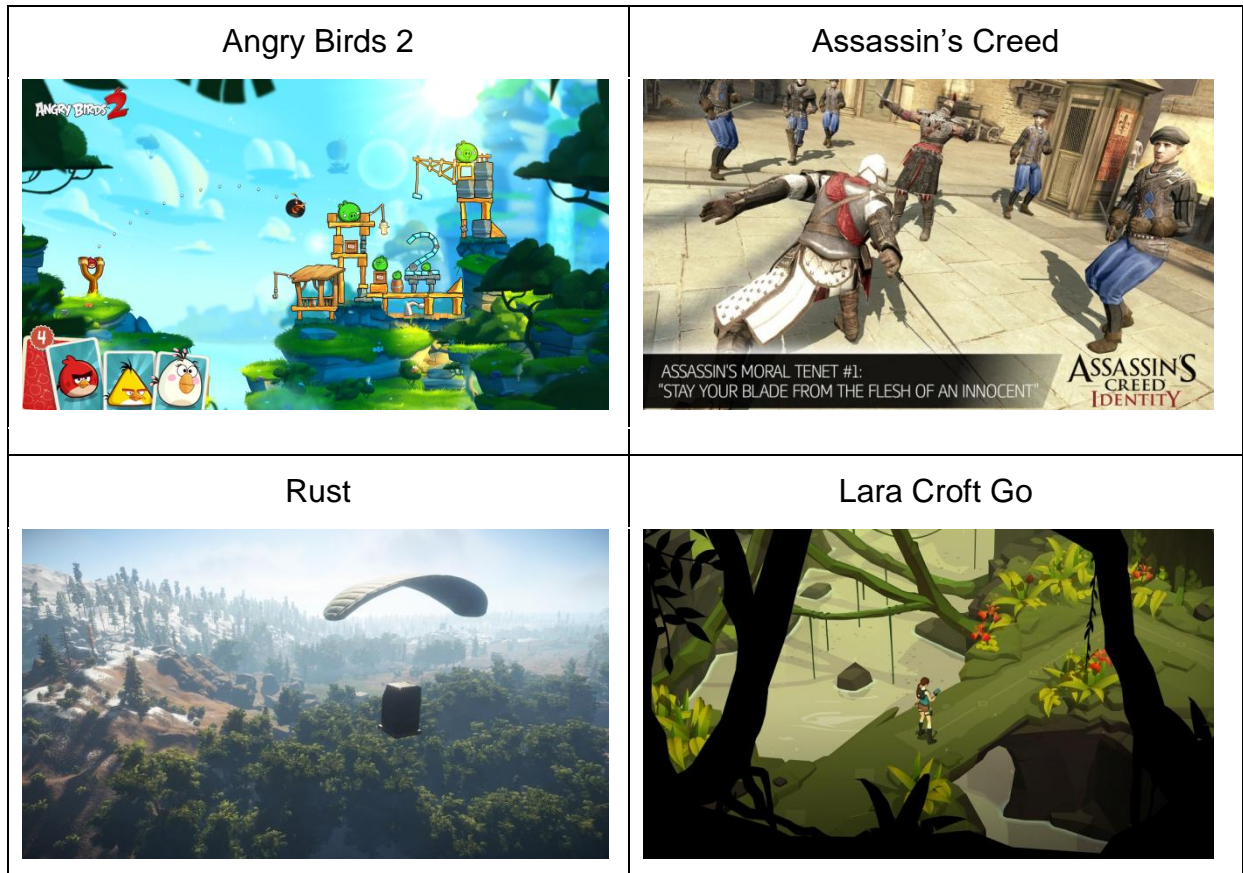 Angry Birds 2
ANGRY BIRDS 2
4
Assassin’s Creed
ASSASSIN'S MORAL TENET #1:
"STAY YOUR BLADE FROM THE FLESH OF AN INNOCENT"
ASSASSIN'S
CREED
IDENTITY
Rust
Lara Croft Go